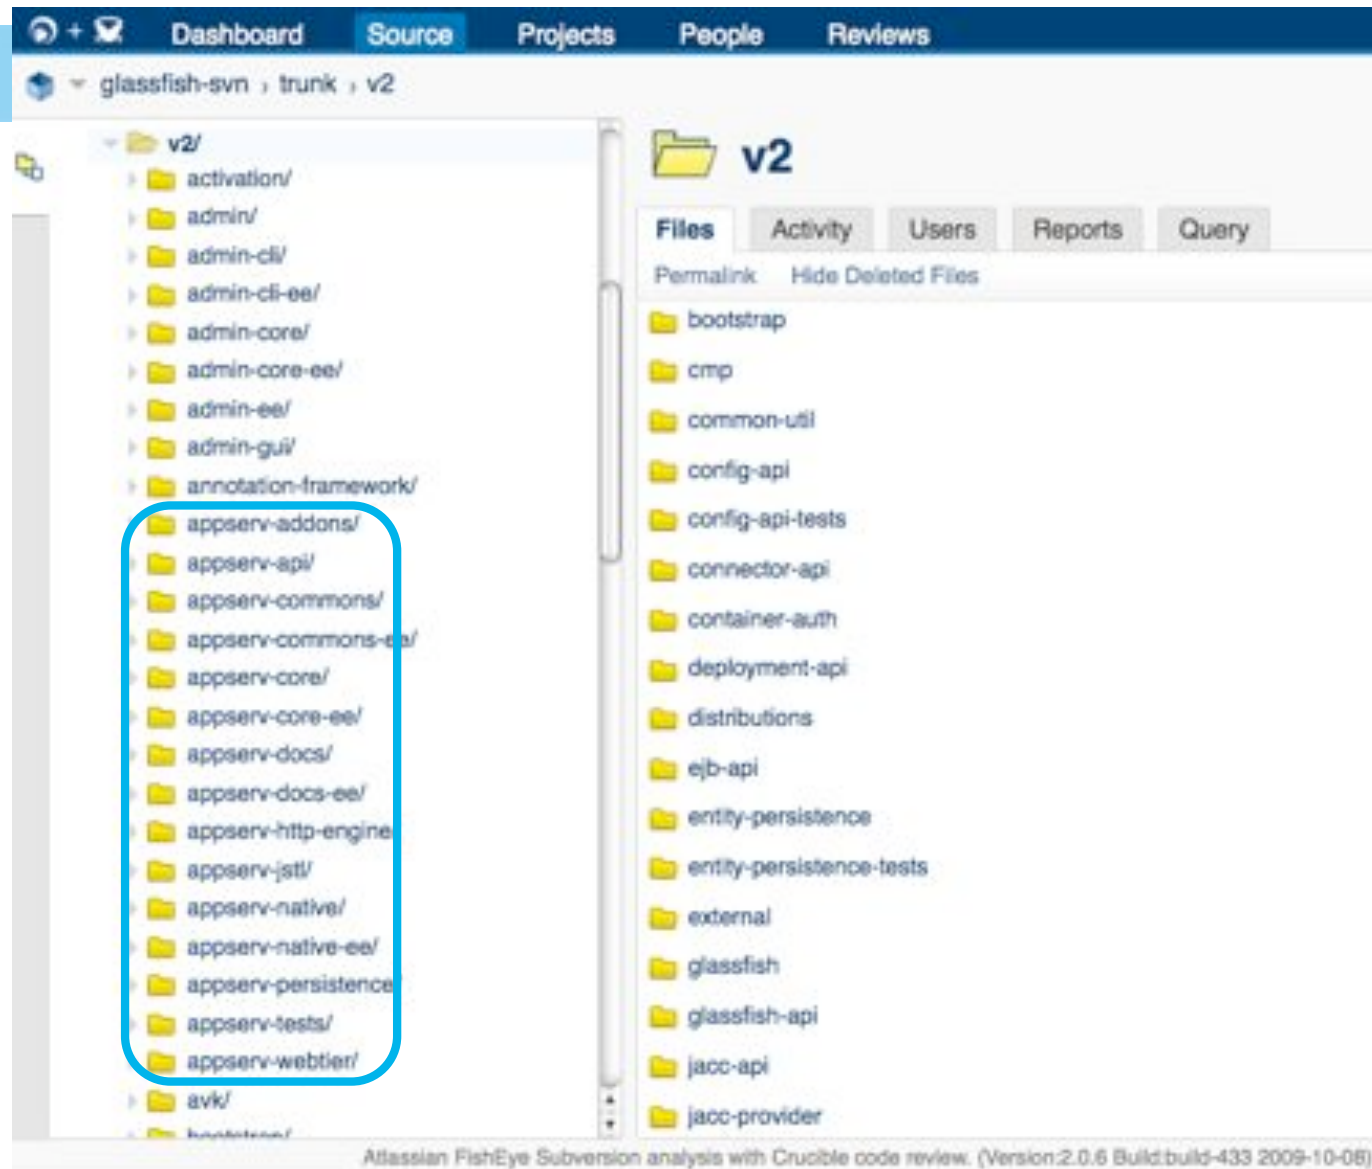 + Dashboard Source Projects People Reviews
glassfish-svn › trunk › v2
v2/
activation/
admin/
admin-cli/
admin-cli-ee/
admin-core/
admin-core-ee/
admin-ee/
admin-gui/
annotation-framework/
appserv-addons/
appserv-api/
appserv-commons/
appserv-commons-ee/
appserv-core/
appserv-core-ee/
appserv-docs/
appserv-docs-ee/
appserv-http-engine/
appserv-jstl/
appserv-native/
appserv-native-ee/
appserv-persistence/
appserv-tests/
appserv-webtier/
avk/
bootstrap/
v2
Files Activity Users Reports Query
Permalink Hide Deleted Files
bootstrap
cmp
common-util
config-api
config-api-tests
connector-api
container-auth
deployment-api
distributions
ejb-api
entity-persistence
entity-persistence-tests
external
glassfish
glassfish-api
jacc-api
jacc-provider
Atlassian FishEye Subversion analysis with Crucible code review. (Version:2.0.6 Build:build-433 2009-10-08)